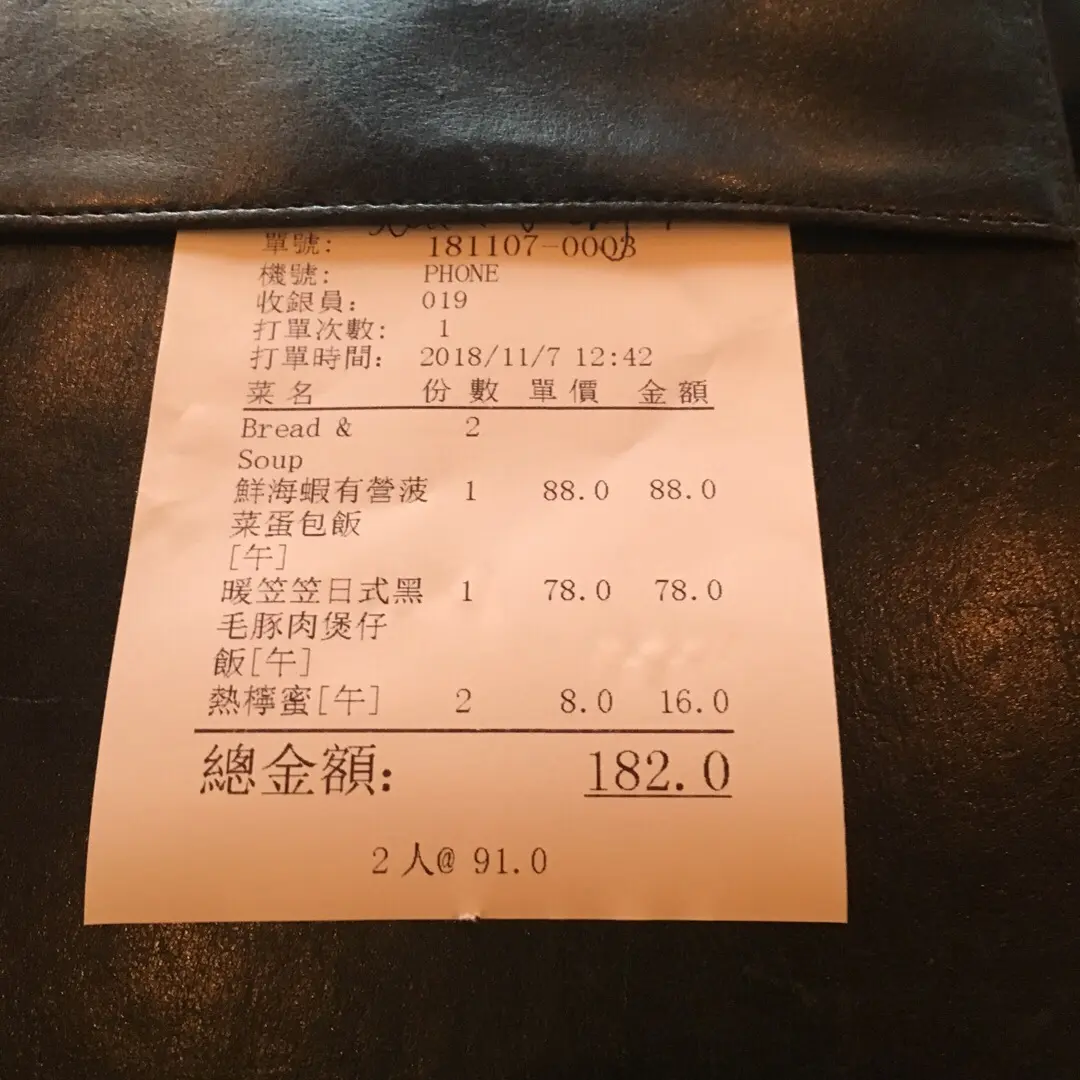 單號: 181107-0003
機號: PHONE
收銀員: 019
打單次數: 1
打單時間: 2018/11/7 12:42
菜名 份數 單價 金額
Bread & 2
Soup
鮮海蝦有營菠 1 88.0 88.0
菜蛋包飯
[午]
暖笠笠日式黑 1 78.0 78.0
毛豚肉煲仔
飯[午]
熱檸蜜[午] 2 8.0 16.0
總金額: 182.0
2人@ 91.0